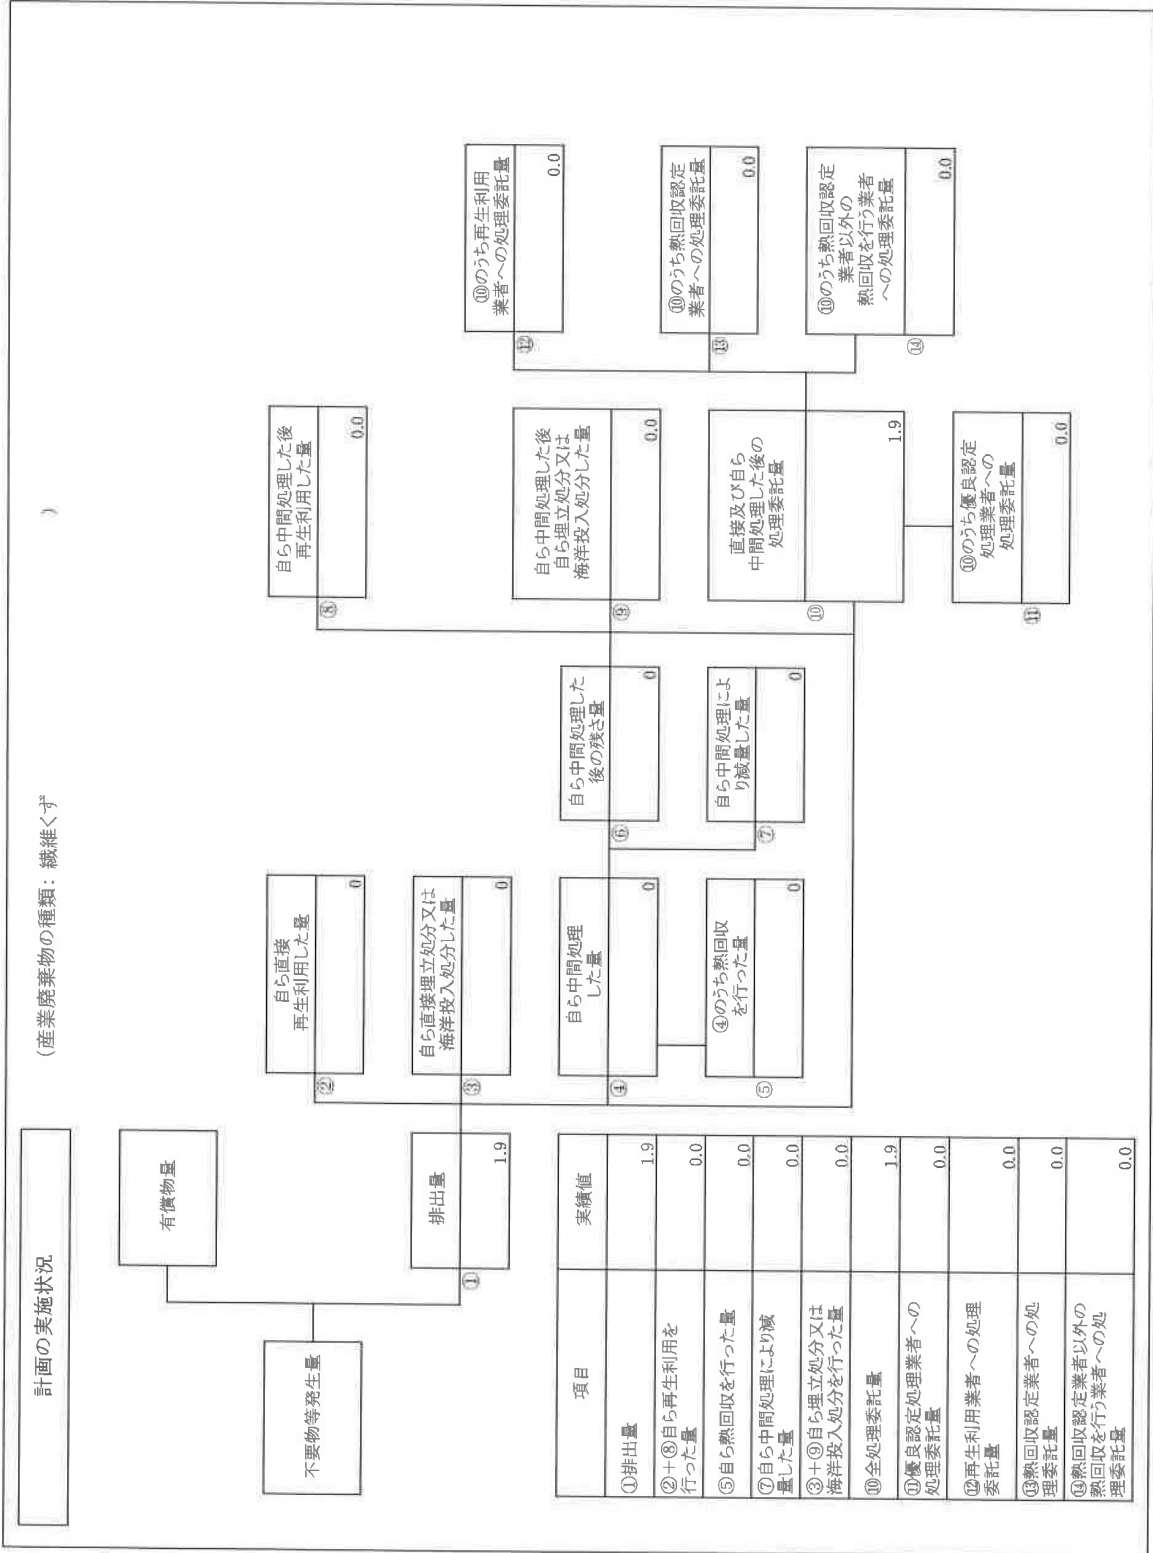 計画の実施状況
(産業廃棄物の種類: 繊維くず
)
不要物等発生量
有償物量
①
排出量
1.9
②
自ら直接
再生利用した量
0
③
自ら直接埋立処分又は
海洋投入処分した量
0
④
自ら中間処理
した量
0
⑤
④のうち熱回収
を行った量
0
⑥
自ら中間処理した
後の残さ量
0
⑦
自ら中間処理によ
り減量した量
0
⑧
自ら中間処理した後
再生利用した量
0.0
⑨
自ら中間処理した後
自ら埋立処分又は
海洋投入処分した量
0.0
⑩
直接及び自ら
中間処理した後の
処理委託量
1.9
⑪
⑩のうち優良認定
処理業者への
処理委託量
0.0
⑫
⑩のうち再生利用
業者への処理委託量
0.0
⑬
⑩のうち熱回収認定
業者への処理委託量
0.0
⑭
⑩のうち熱回収認定
業者以外の
熱回収を行う業者
への処理委託量
0.0
項目 実績値
①排出量 1.9
②+⑧自ら再生利用を
行った量 0.0
⑤自ら熱回収を行った量 0.0
⑦自ら中間処理により減
量した量 0.0
③+⑨自ら埋立処分又は
海洋投入処分を行った量 0.0
⑩全処理委託量 1.9
⑪優良認定処理業者への
処理委託量 0.0
⑫再生利用業者への処理
委託量 0.0
⑬熱回収認定業者への処
理委託量 0.0
⑭熱回収認定業者以外の
熱回収を行う業者への処
理委託量 0.0